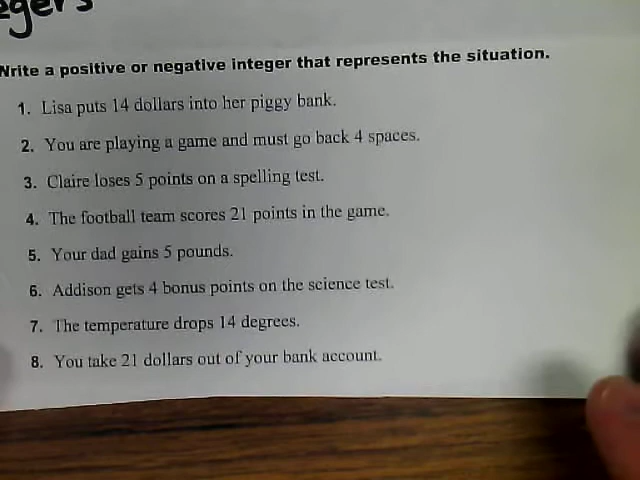 egers
Write a positive or negative integer that represents the situation.
1. Lisa puts 14 dollars into her piggy bank.
2. You are playing a game and must go back 4 spaces.
3. Claire loses 5 points on a spelling test.
4. The football team scores 21 points in the game.
5. Your dad gains 5 pounds.
6. Addison gets 4 bonus points on the science test.
7. The temperature drops 14 degrees.
8. You take 21 dollars out of your bank account.